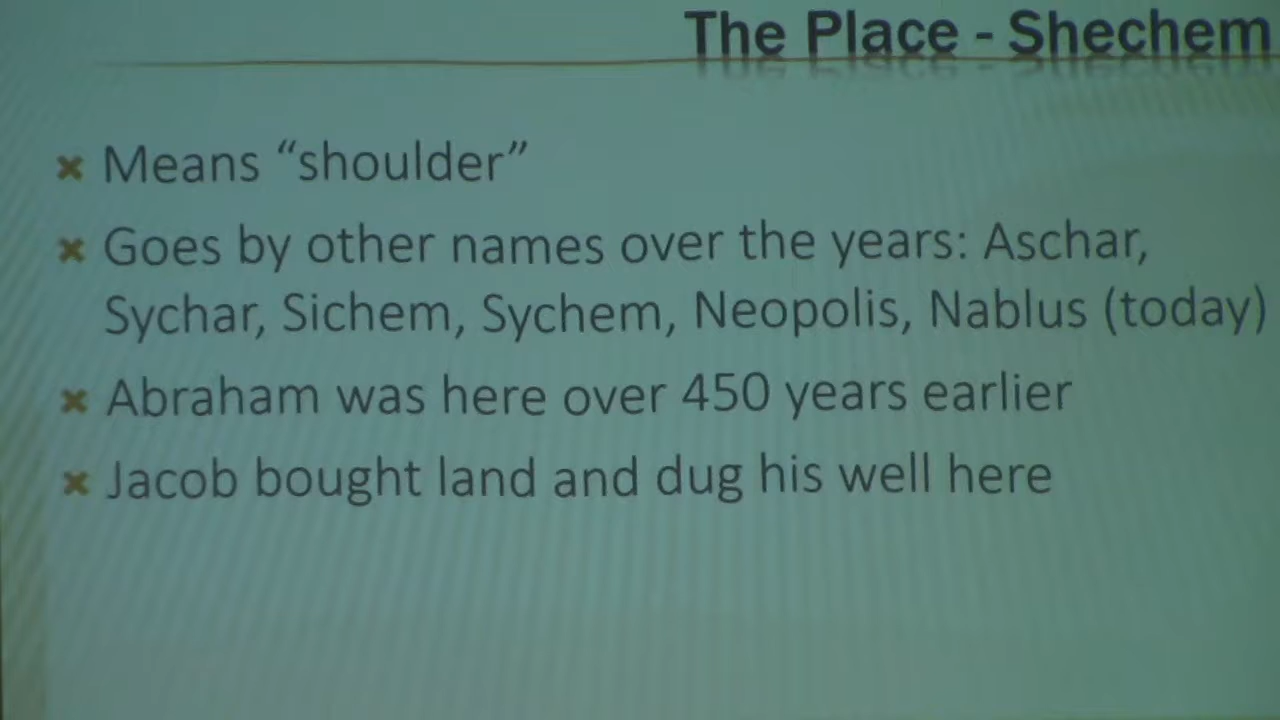 The Place - Shechem
Means “shoulder”
Goes by other names over the years: Aschar,
Sychar, Sichem, Sychem, Neopolis, Nablus (today)
Abraham was here over 450 years earlier
Jacob bought land and dug his well here